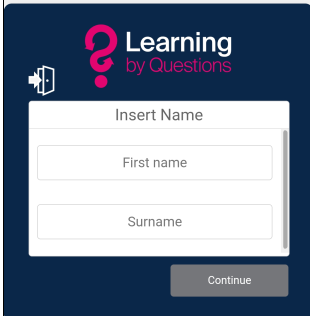 Learning
by Questions
Insert Name
First name
Surname
Continue